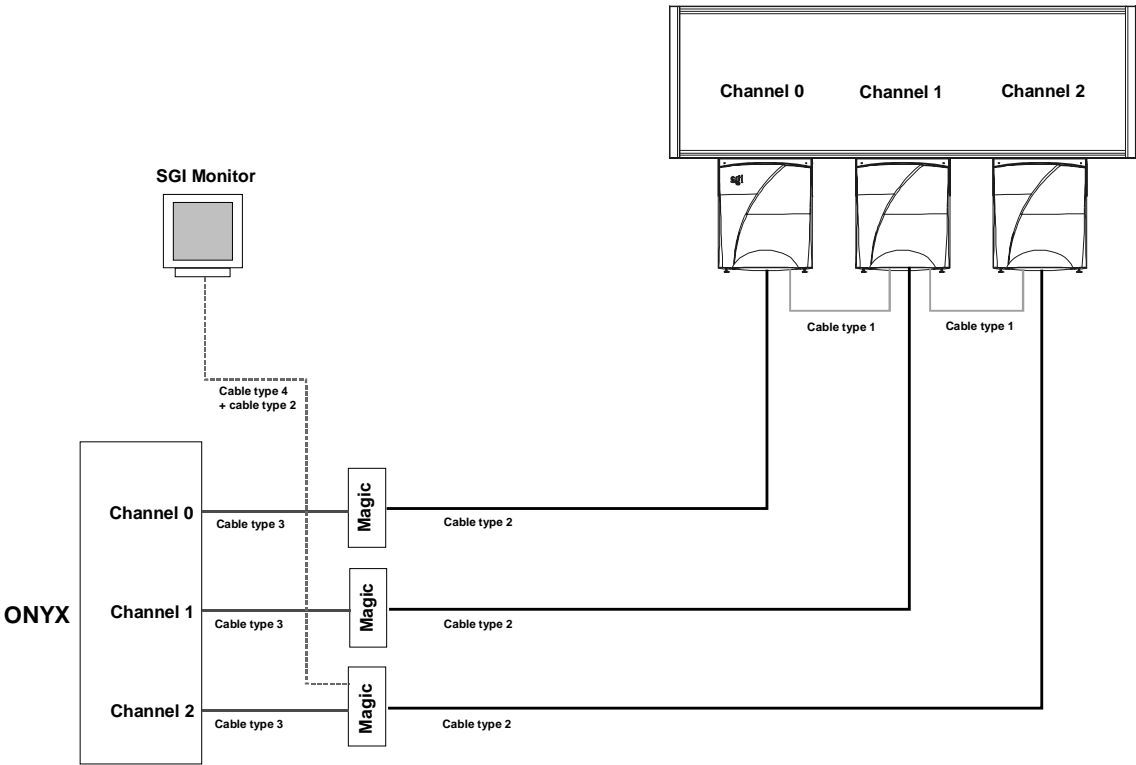 Channel 0
Channel 1
Channel 2
SGI Monitor
sgi
Cable type 1
Cable type 1
Cable type 4
+ cable type 2
Channel 0
Cable type 3
Magic
Cable type 2
ONYX
Channel 1
Cable type 3
Magic
Cable type 2
Channel 2
Cable type 3
Magic
Cable type 2